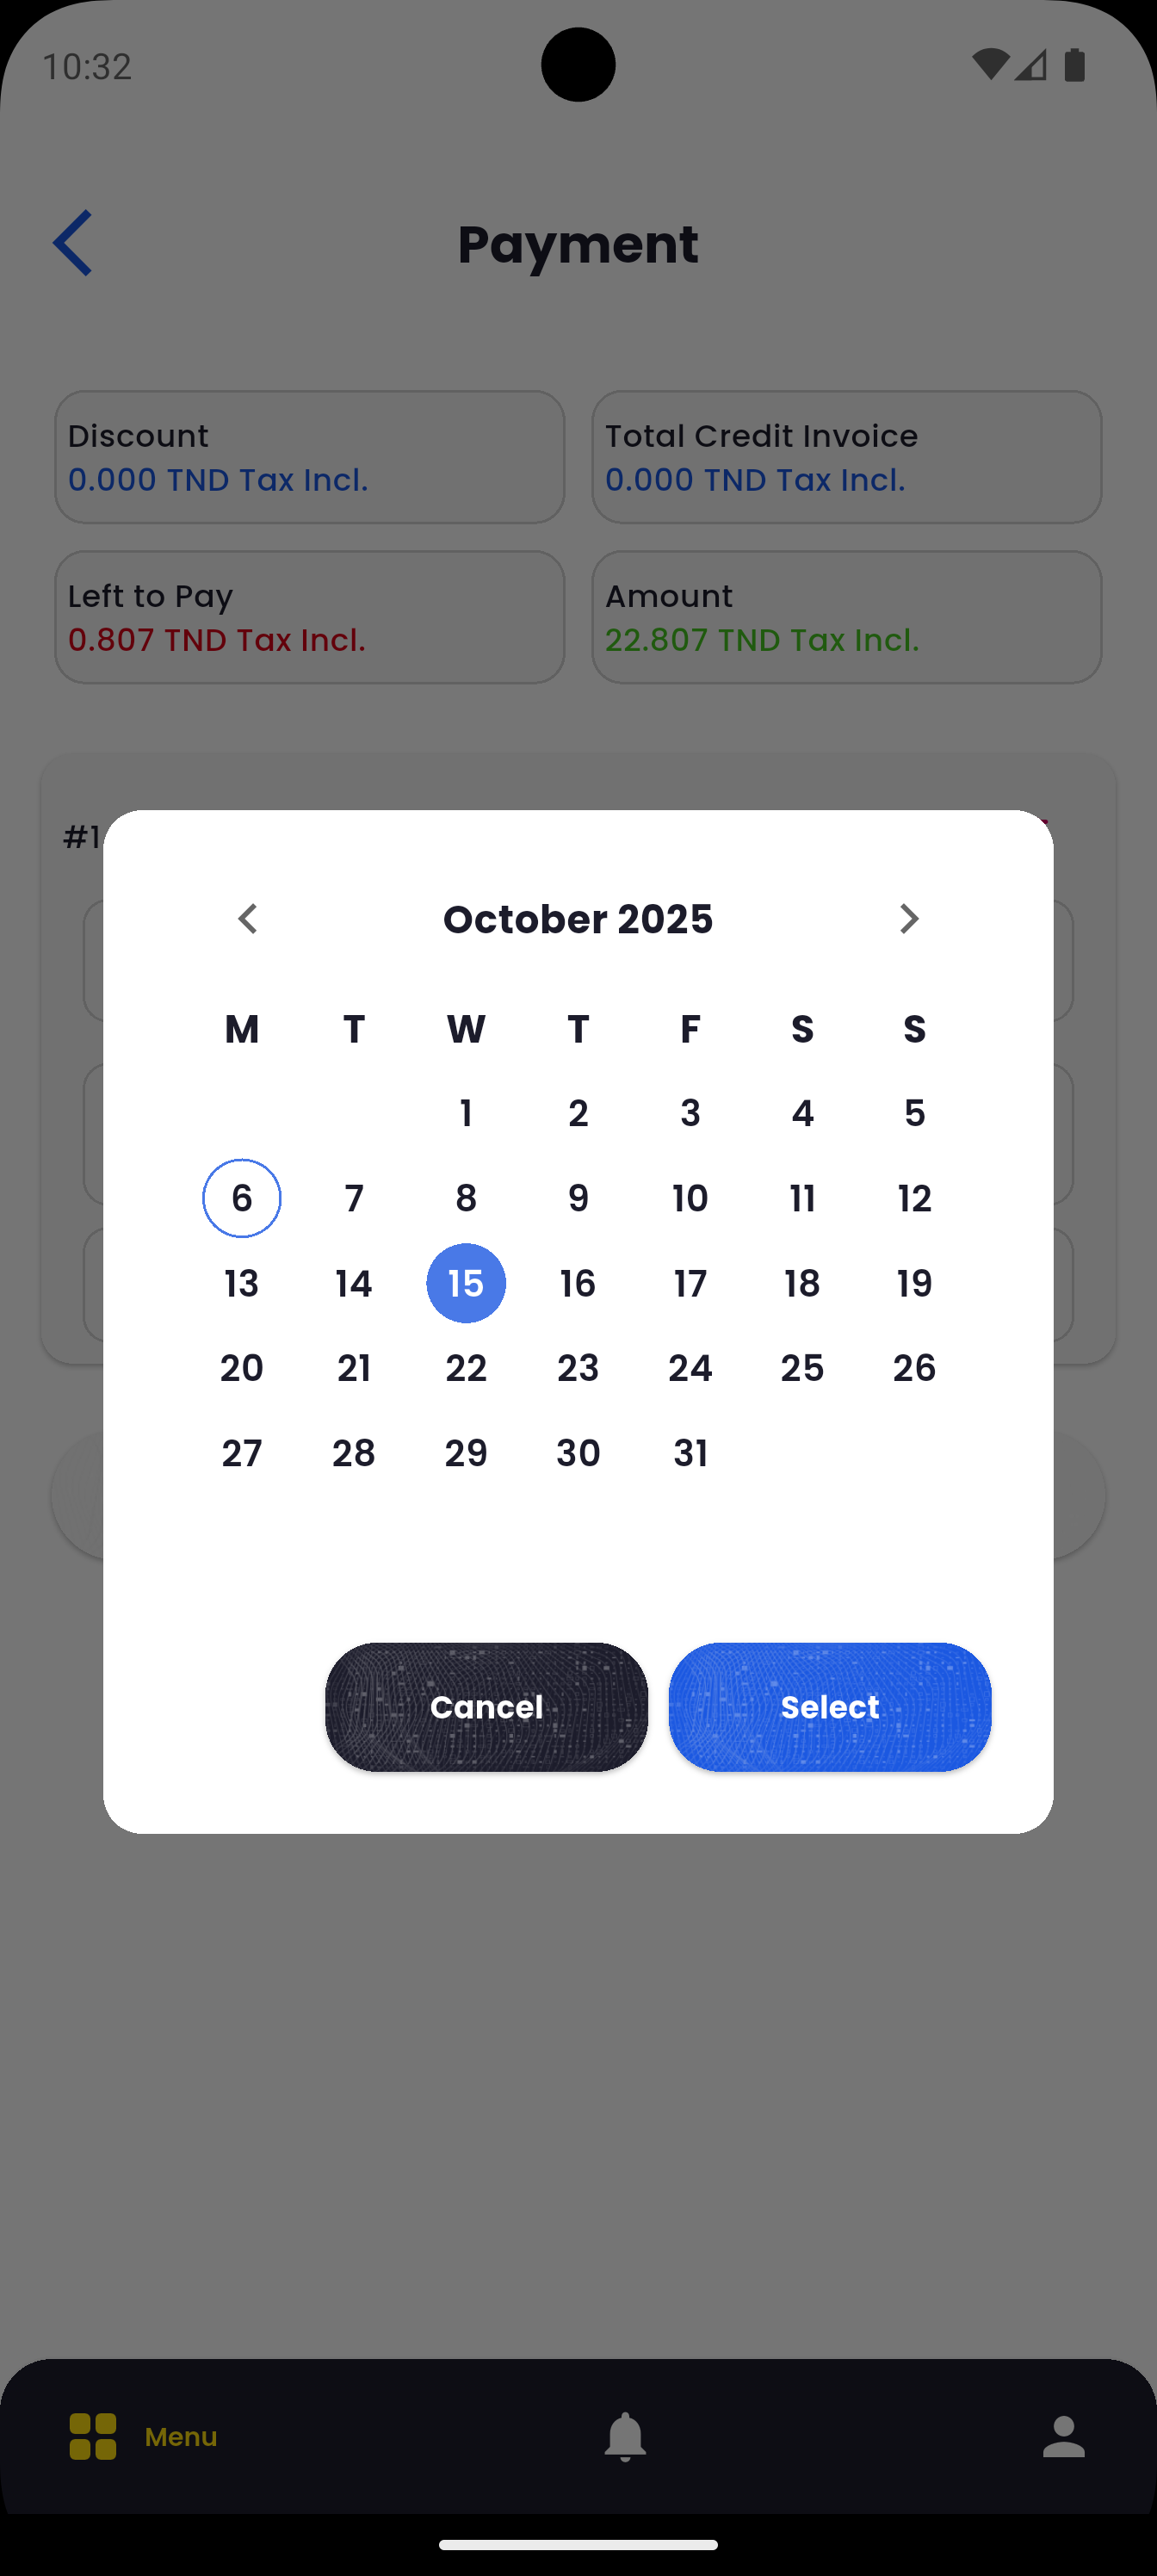 10:32
Payment
Discount
0.000 TND Tax Incl.
Total Credit Invoice
0.000 TND Tax Incl.
Left to Pay
0.807 TND Tax Incl.
Amount
22.807 TND Tax Incl.
#1
October 2025
M T W T F S S
1 2 3 4 5
6 7 8 9 10 11 12
13 14 15 16 17 18 19
20 21 22 23 24 25 26
27 28 29 30 31
Cancel Select
Menu